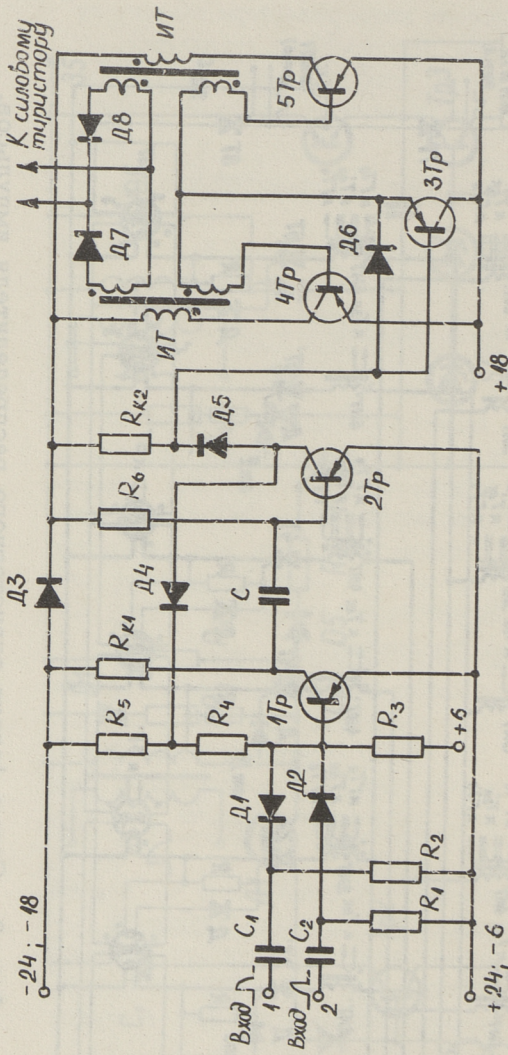 -24; -18
Вход
1
Вход
2
C1
C2
R1
R2
+24; -6
Д1
Д2
R5
R4
Rк1
1Тр
R3
+6
Д3
Д4
C
R6
Rк2
Д5
2Тр
ИТ
Д7
Д8
К силовому
тиристору
ИТ
4Тр
5Тр
Д6
3Тр
+18